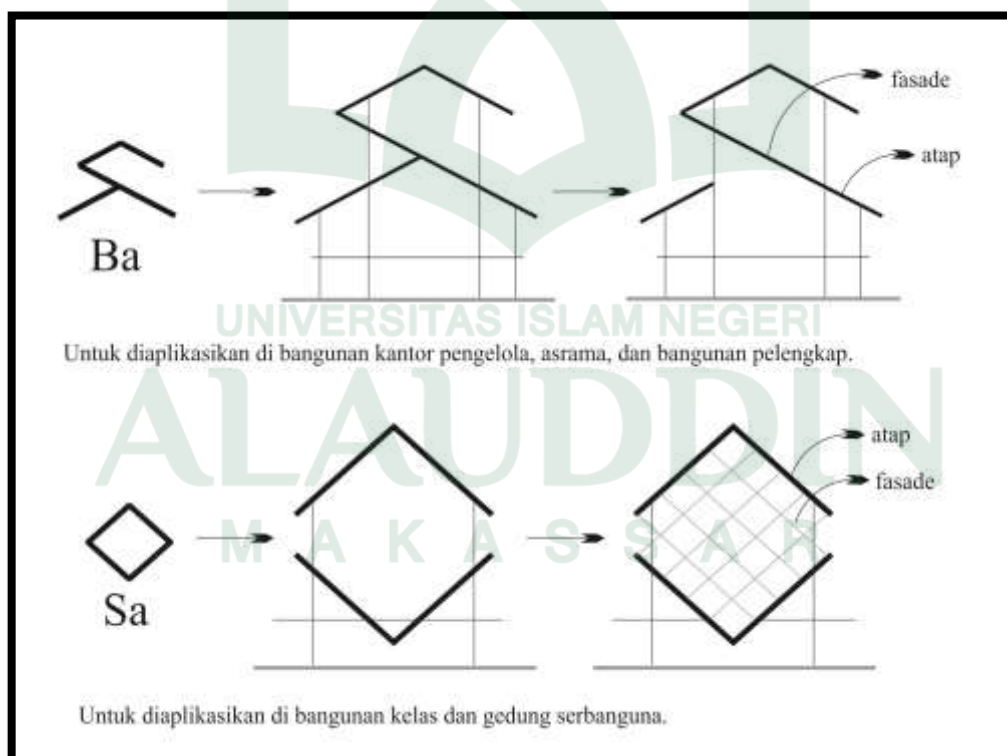 fasade
atap
Ba
UNIVERSITAS ISLAM NEGERI
Untuk diaplikasikan di bangunan kantor pengelola, asrama, dan bangunan pelengkap.
ALAUDDIN
atap
fasade
M A K A S S A R
Sa
Untuk diaplikasikan di bangunan kelas dan gedung serbanguna.